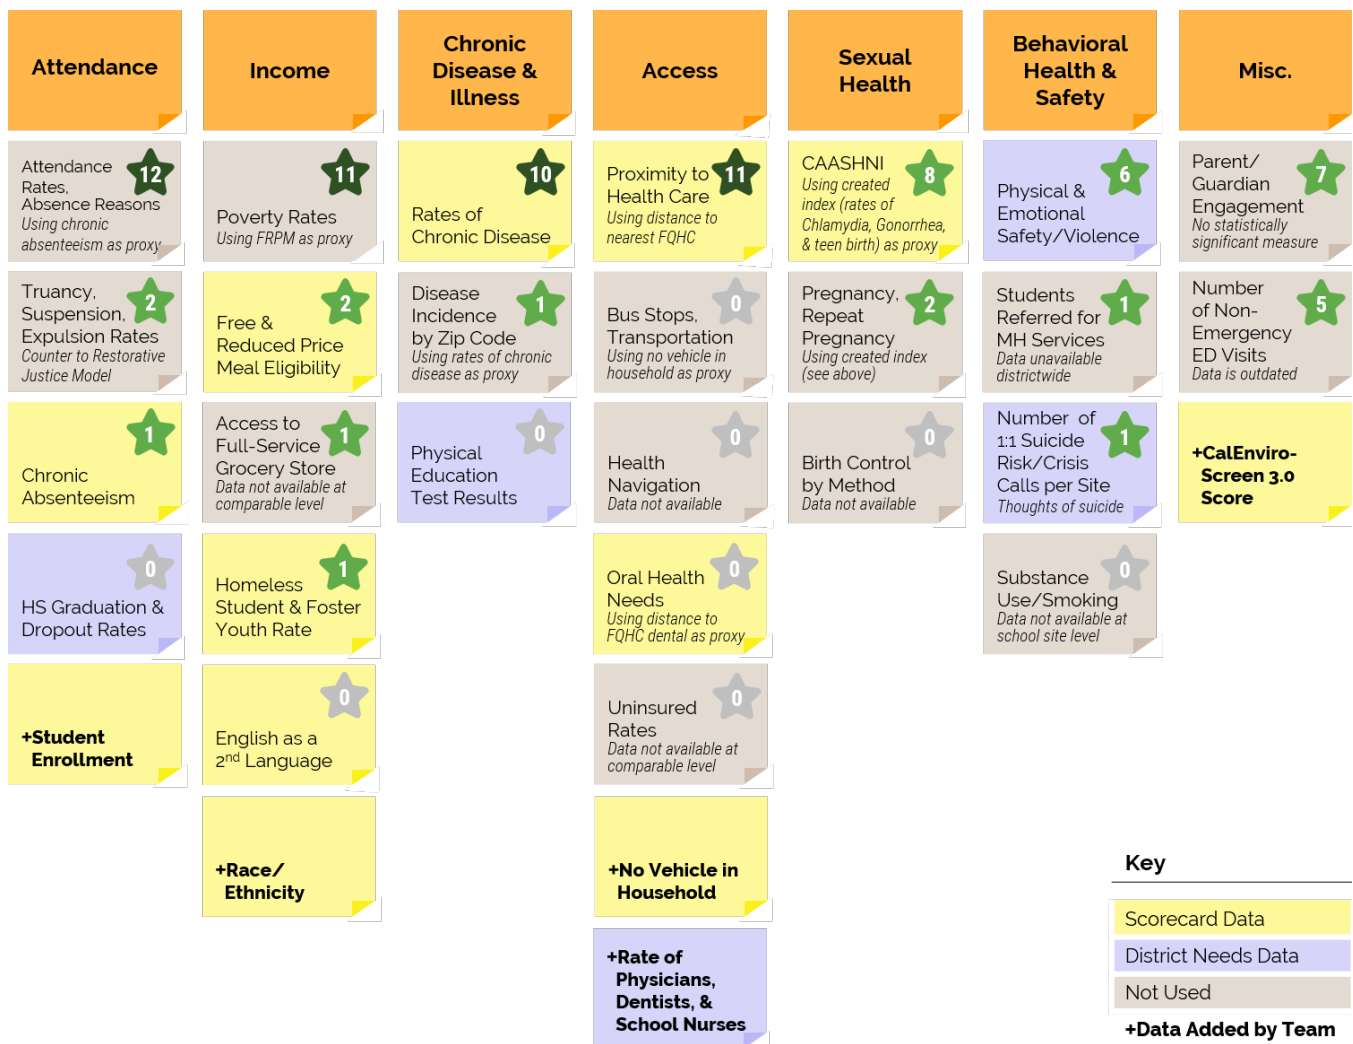 Attendance
Income
Chronic
Disease &
Illness
Access
Sexual
Health
Behavioral
Health &
Safety
Misc.
Attendance
Rates,
Absence Reasons
Using chronic
absenteeism as proxy
12
Truancy,
Suspension,
Expulsion Rates
Counter to Restorative
Justice Model
2
Chronic
Absenteeism
1
HS Graduation &
Dropout Rates
0
+Student
Enrollment
Poverty Rates
Using FRPM as proxy
11
Free &
Reduced Price
Meal Eligibility
2
Access to
Full-Service
Grocery Store
Data not available at
comparable level
1
Homeless
Student & Foster
Youth Rate
1
English as a
2nd Language
0
+Race/
Ethnicity
Rates of
Chronic Disease
10
Disease
Incidence
by Zip Code
Using rates of chronic
disease as proxy
1
Physical
Education
Test Results
0
Proximity to
Health Care
Using distance to
nearest FQHC
11
Bus Stops,
Transportation
Using no vehicle in
household as proxy
0
Health
Navigation
Data not available
0
Oral Health
Needs
Using distance to
FQHC dental as proxy
0
Uninsured
Rates
Data not available at
comparable level
0
+No Vehicle in
Household
+Rate of
Physicians,
Dentists, &
School Nurses
CAASHNI
Using created
index (rates of
Chlamydia, Gonorrhea,
& teen birth) as proxy
8
Pregnancy,
Repeat
Pregnancy
Using created index
(see above)
2
Birth Control
by Method
Data not available
0
Physical &
Emotional
Safety/Violence
6
Students
Referred for
MH Services
Data unavailable
districtwide
1
Number of
1:1 Suicide
Risk/Crisis
Calls per Site
Thoughts of suicide
1
Substance
Use/Smoking
Data not available at
school site level
0
Parent/
Guardian
Engagement
No statistically
significant measure
7
Number
of Non-
Emergency
ED Visits
Data is outdated
5
+CalEnviro-
Screen 3.0
Score
Key
Scorecard Data
District Needs Data
Not Used
+Data Added by Team